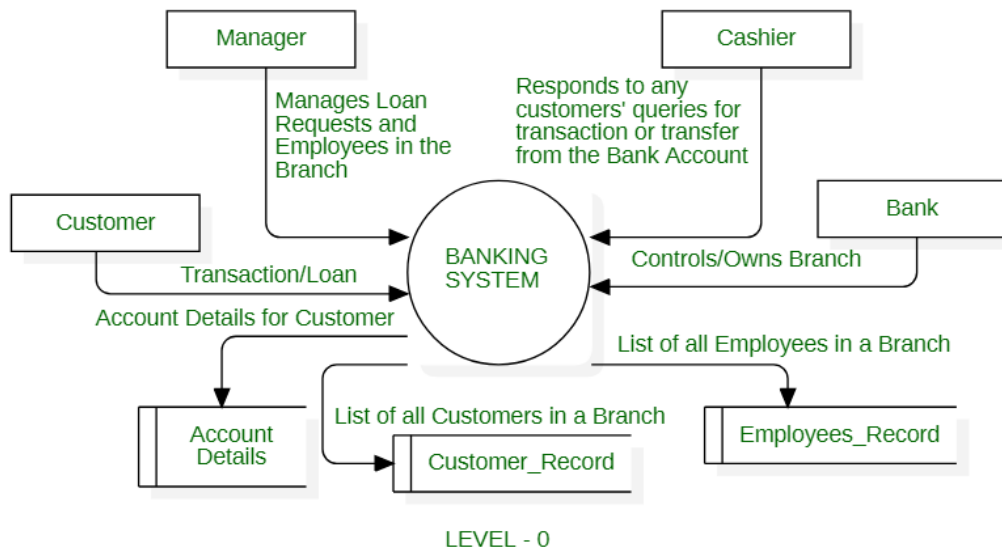 Manager
Cashier
Manages Loan
Requests and
Employees in the
Branch
Responds to any
customers' queries for
transaction or transfer
from the Bank Account
Customer
Bank
BANKING
SYSTEM
Transaction/Loan
Controls/Owns Branch
Account Details for Customer
List of all Employees in a Branch
List of all Customers in a Branch
Account
Details
Customer_Record
Employees_Record
LEVEL - 0